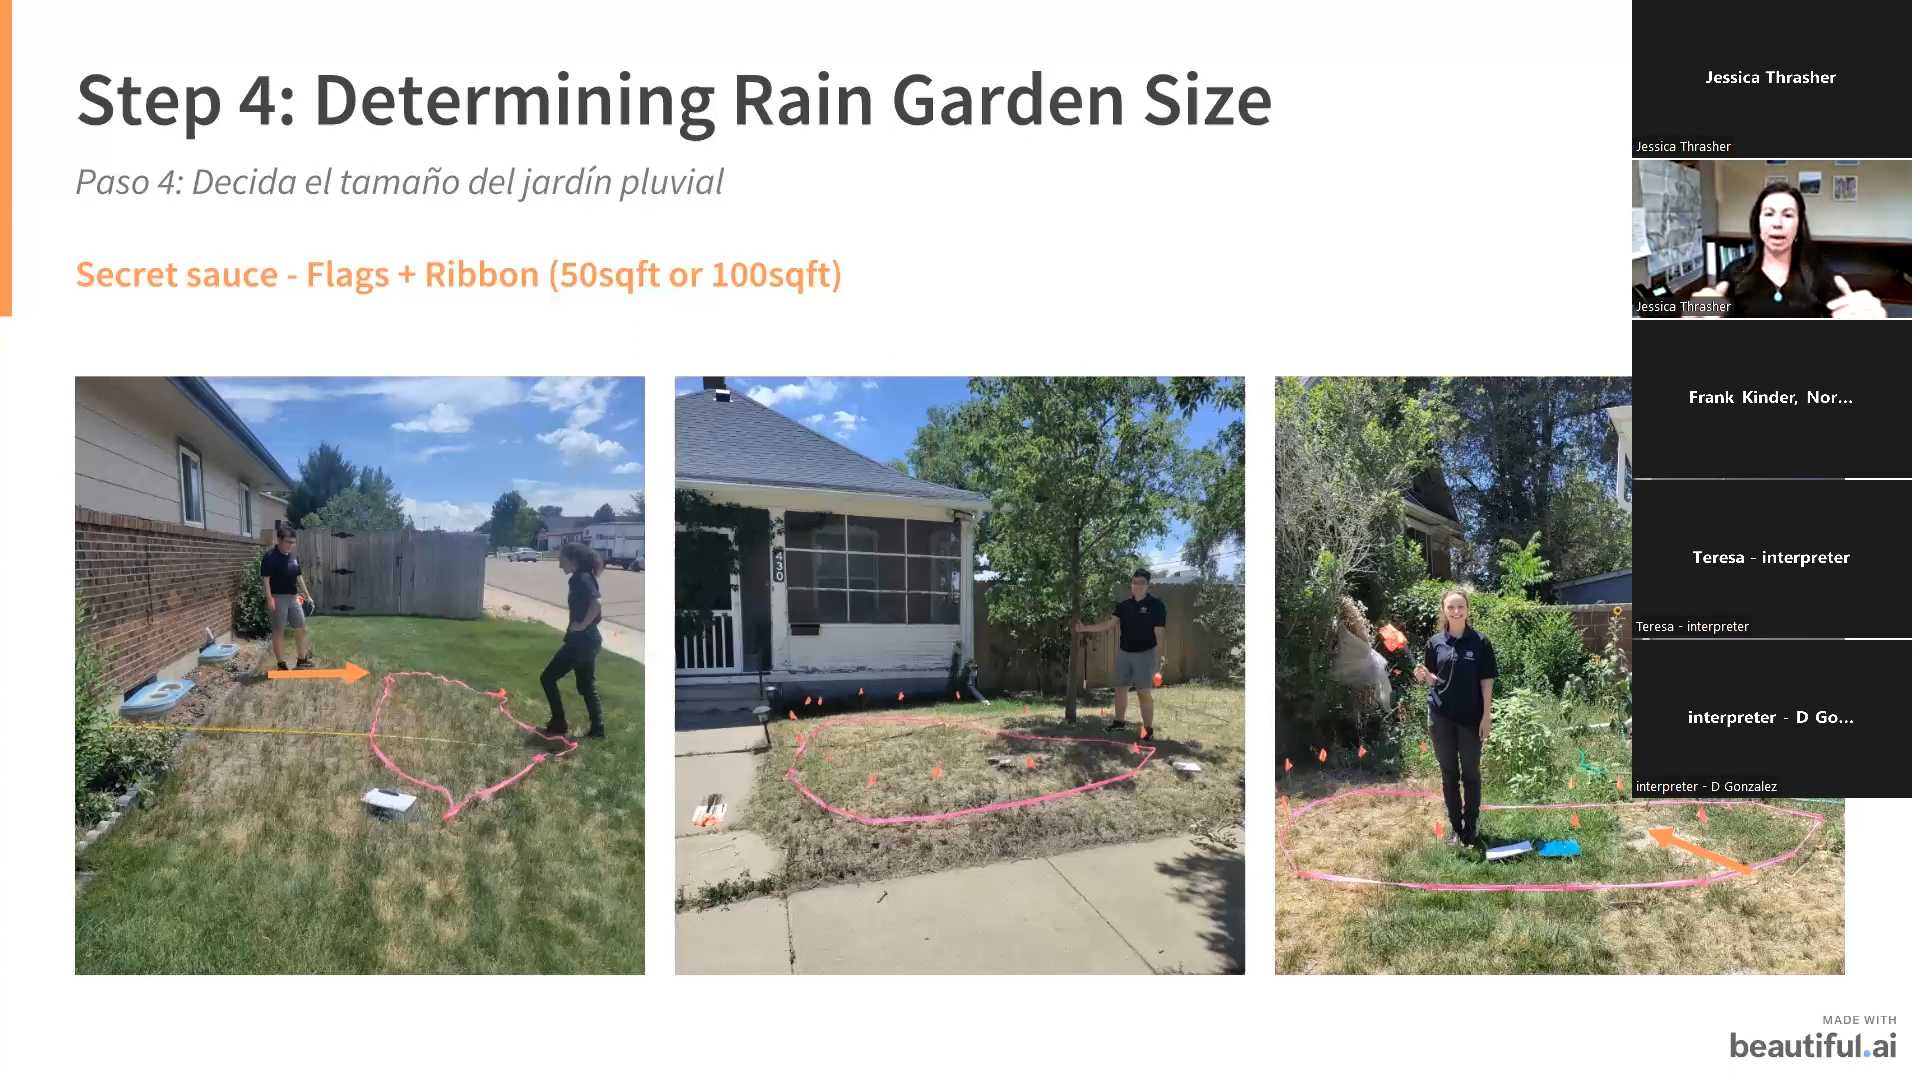 Step 4: Determining Rain Garden Size
Paso 4: Decida el tamaño del jardín pluvial
Secret sauce - Flags + Ribbon (50sqft or 100sqft)
430
Jessica Thrasher
Jessica Thrasher
Jessica Thrasher
Frank Kinder, Nor...
Teresa - interpreter
Teresa - interpreter
interpreter - D Go...
interpreter - D Gonzalez
MADE WITH
beautiful.ai